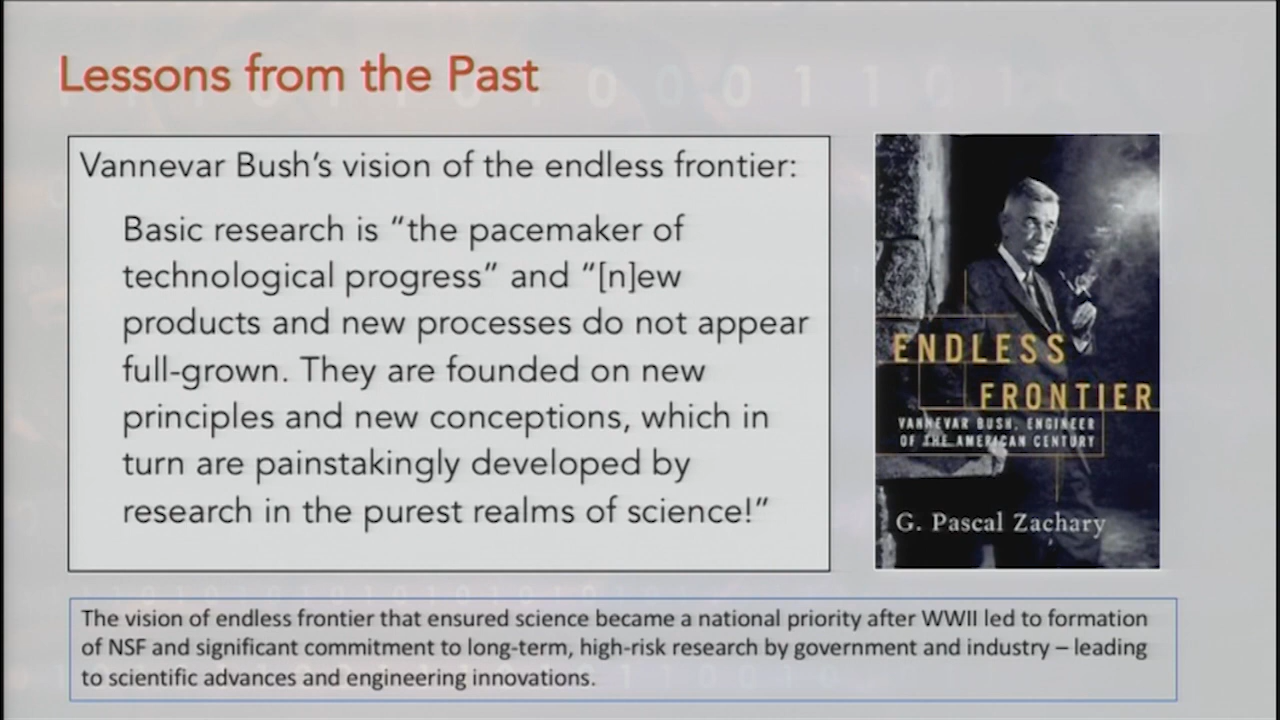 Lessons from the Past
Vannevar Bush’s vision of the endless frontier:
Basic research is “the pacemaker of
technological progress” and “[n]ew
products and new processes do not appear
full-grown. They are founded on new
principles and new conceptions, which in
turn are painstakingly developed by
research in the purest realms of science!”
ENDLESS
FRONTIER
VANNEVAR BUSH, ENGINEER
OF THE AMERICAN CENTURY
G. Pascal Zachary
The vision of endless frontier that ensured science became a national priority after WWII led to formation
of NSF and significant commitment to long-term, high-risk research by government and industry – leading
to scientific advances and engineering innovations.